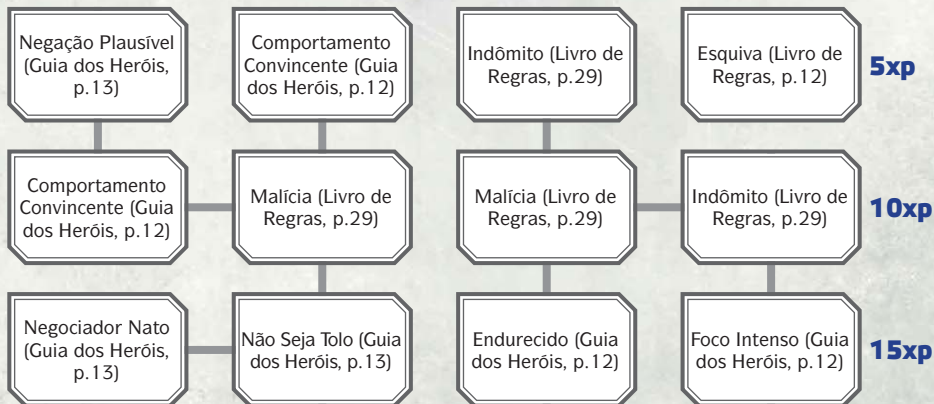 Negação Plausível
(Guia dos Heróis,
p.13)
Comportamento
Convincente (Guia
dos Heróis, p.12)
Indômito (Livro de
Regras, p.29)
Esquiva (Livro de
Regras, p.12)
5xp
Comportamento
Convincente (Guia
dos Heróis, p.12)
Malícia (Livro de
Regras, p.29)
Malícia (Livro de
Regras, p.29)
Indômito (Livro de
Regras, p.29)
10xp
Negociador Nato
(Guia dos Heróis,
p.13)
Não Seja Tolo (Guia
dos Heróis, p.13)
Endurecido (Guia
dos Heróis, p.12)
Foco Intenso (Guia
dos Heróis, p.12)
15xp